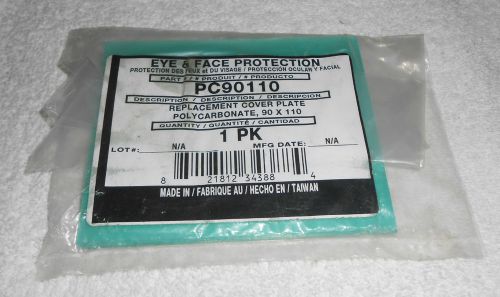 EYE & FACE PROTECTION
PROTECTION DES YEUX et DU VISAGE / PROTECCIÓN OCULAR Y FACIAL
PART # / # PRODUIT / # PRODUCTO
PC90110
DESCRIPTION / DESCRIPTION / DESCRIPCIÓN
REPLACEMENT COVER PLATE
POLYCARBONATE, 90 X 110
QUANTITY / QUANTITÉ / CANTIDAD
1 PK
LOT#: N/A MFG DATE: N/A
8 21812 34388 4
MADE IN / FABRIQUE AU / HECHO EN / TAIWAN